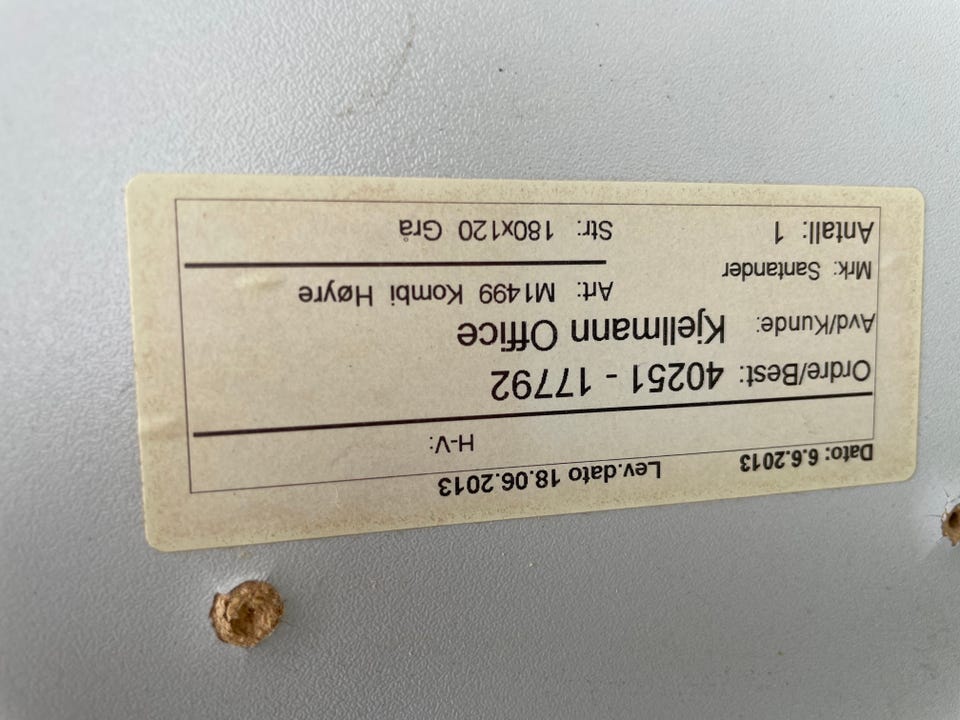 Dato: 6.6.2013 Lev.dato 18.06.2013
H-V:
Ordre/Best: 40251 - 17792
Avd/Kunde: Kjellmann Office
Mrk: Santander Art: M1499 Kombi Høyre
Antall: 1 Str: 180x120 Grå